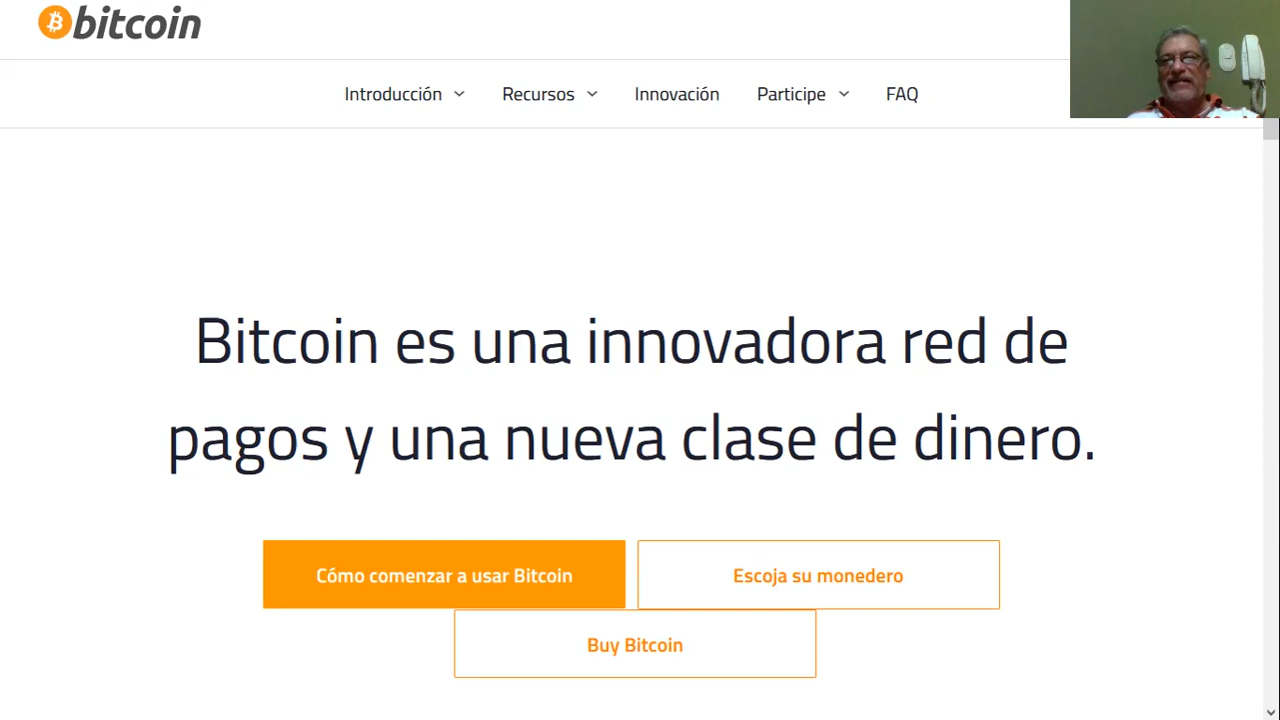 bitcoin
Introducción Recursos Innovación Participe FAQ
Bitcoin es una innovadora red de
pagos y una nueva clase de dinero.
Cómo comenzar a usar Bitcoin Escoja su monedero
Buy Bitcoin